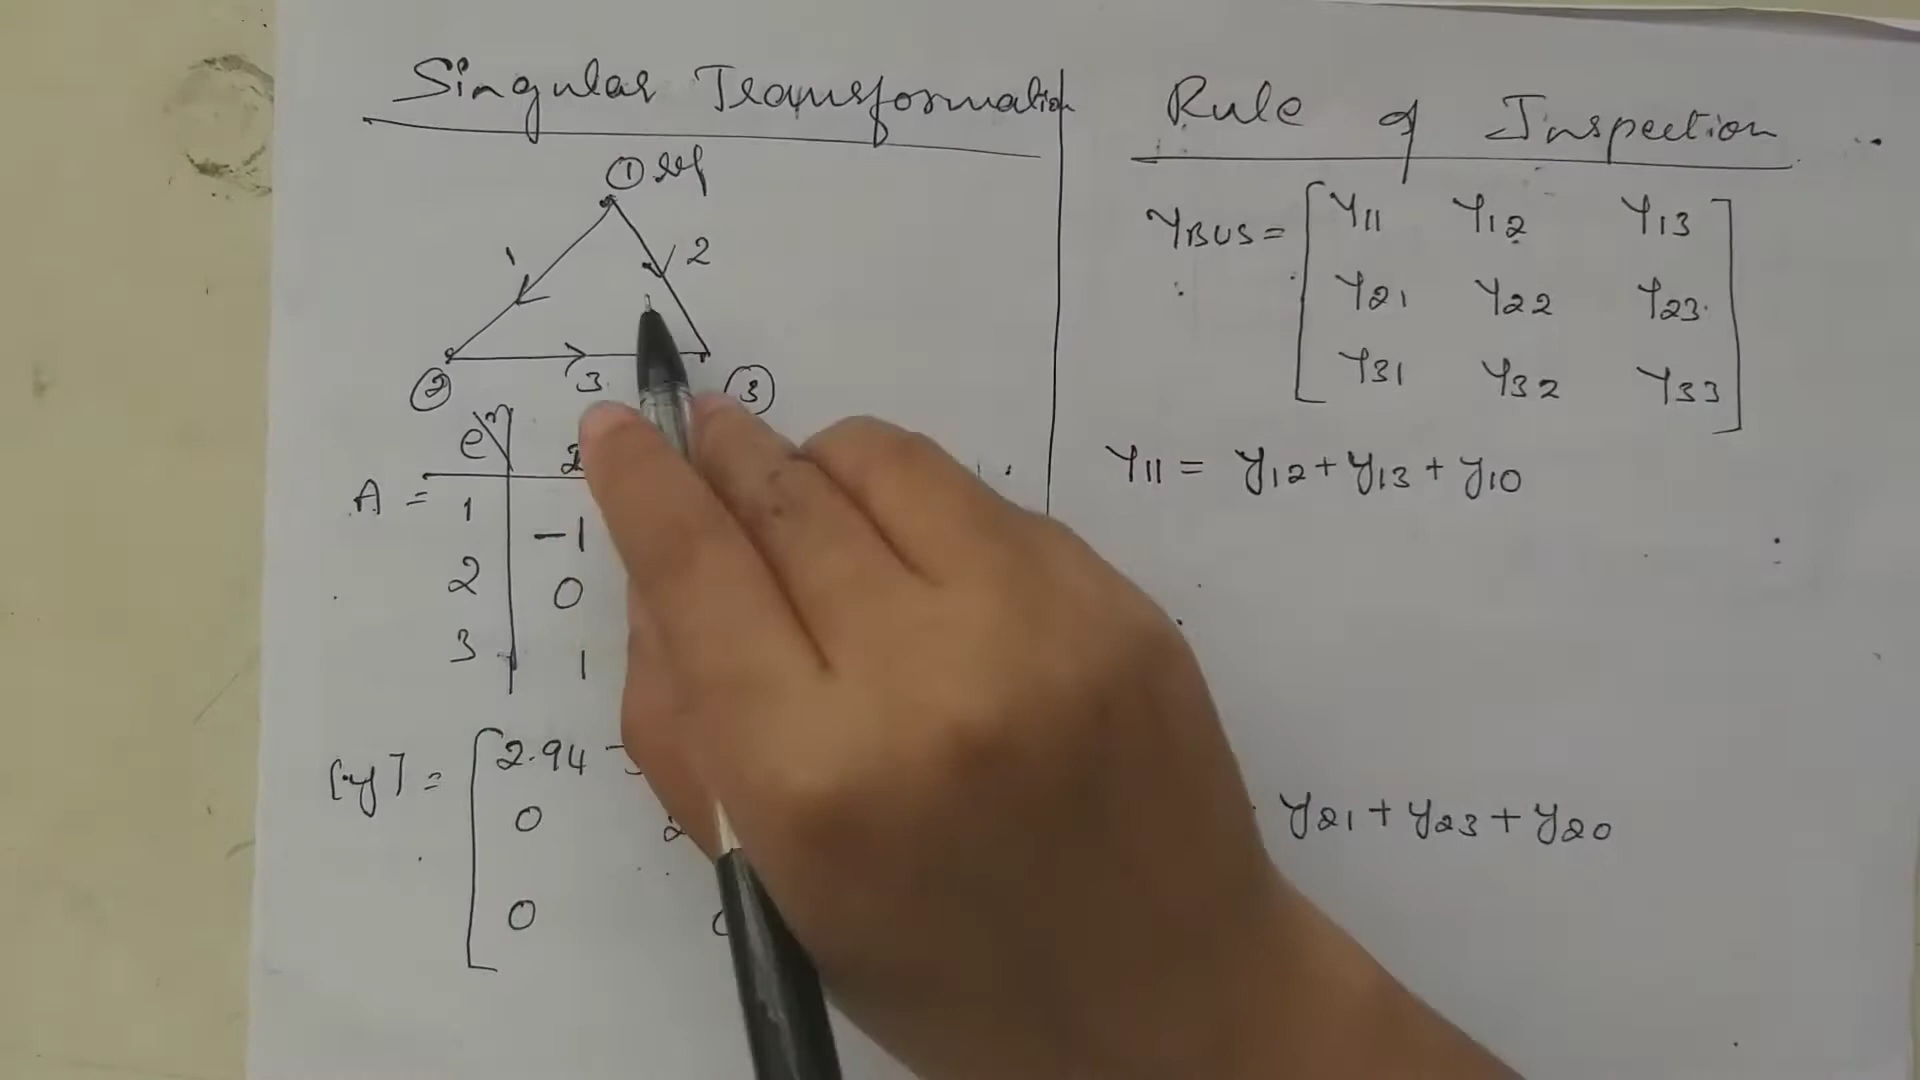 Singular Transformation
① ref
1
2
② 3 ③
e n
A = 1 -1
2 0
3 1
[y] = [ 2.94
0
0
Rule of Inspection
YBUS = [ Y11 Y12 Y13
Y21 Y22 Y23
Y31 Y32 Y33 ]
Y11 = y12 + y13 + y10
y21 + y23 + y20